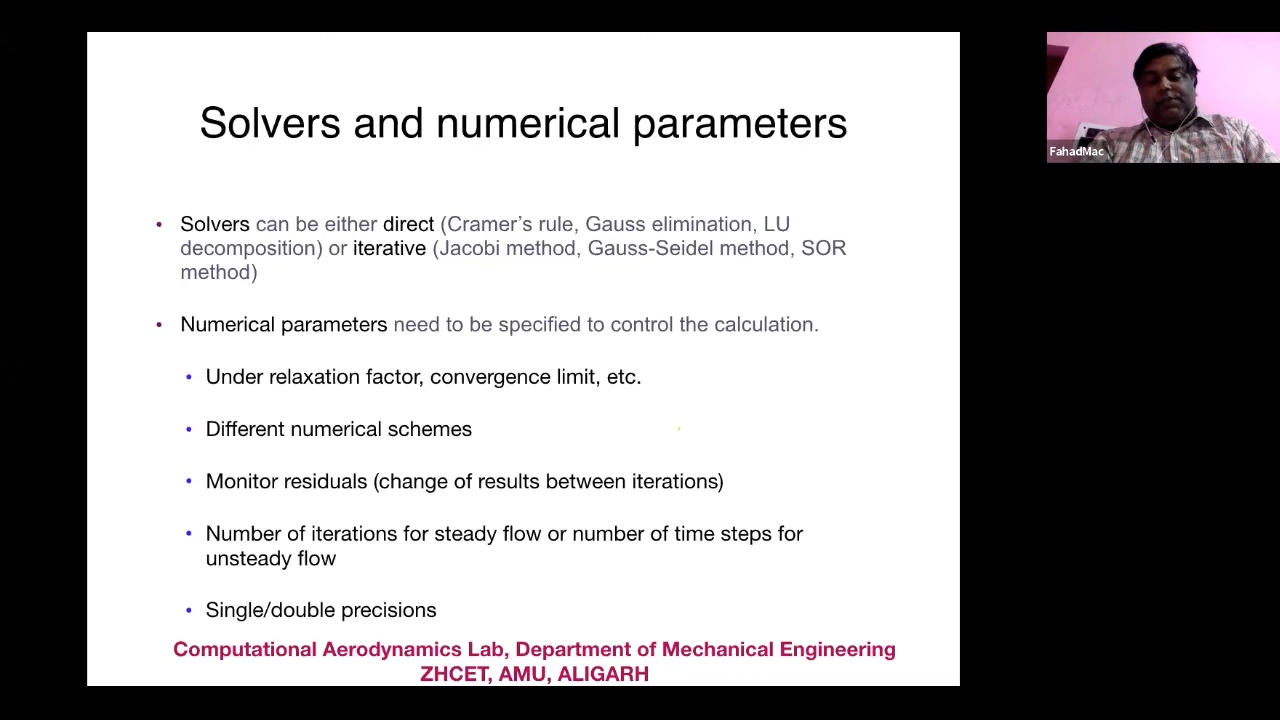 Solvers and numerical parameters
FahadMac
• Solvers can be either direct (Cramer’s rule, Gauss elimination, LU
decomposition) or iterative (Jacobi method, Gauss-Seidel method, SOR
method)
• Numerical parameters need to be specified to control the calculation.
• Under relaxation factor, convergence limit, etc.
• Different numerical schemes
• Monitor residuals (change of results between iterations)
• Number of iterations for steady flow or number of time steps for
unsteady flow
• Single/double precisions
Computational Aerodynamics Lab, Department of Mechanical Engineering
ZHCET, AMU, ALIGARH